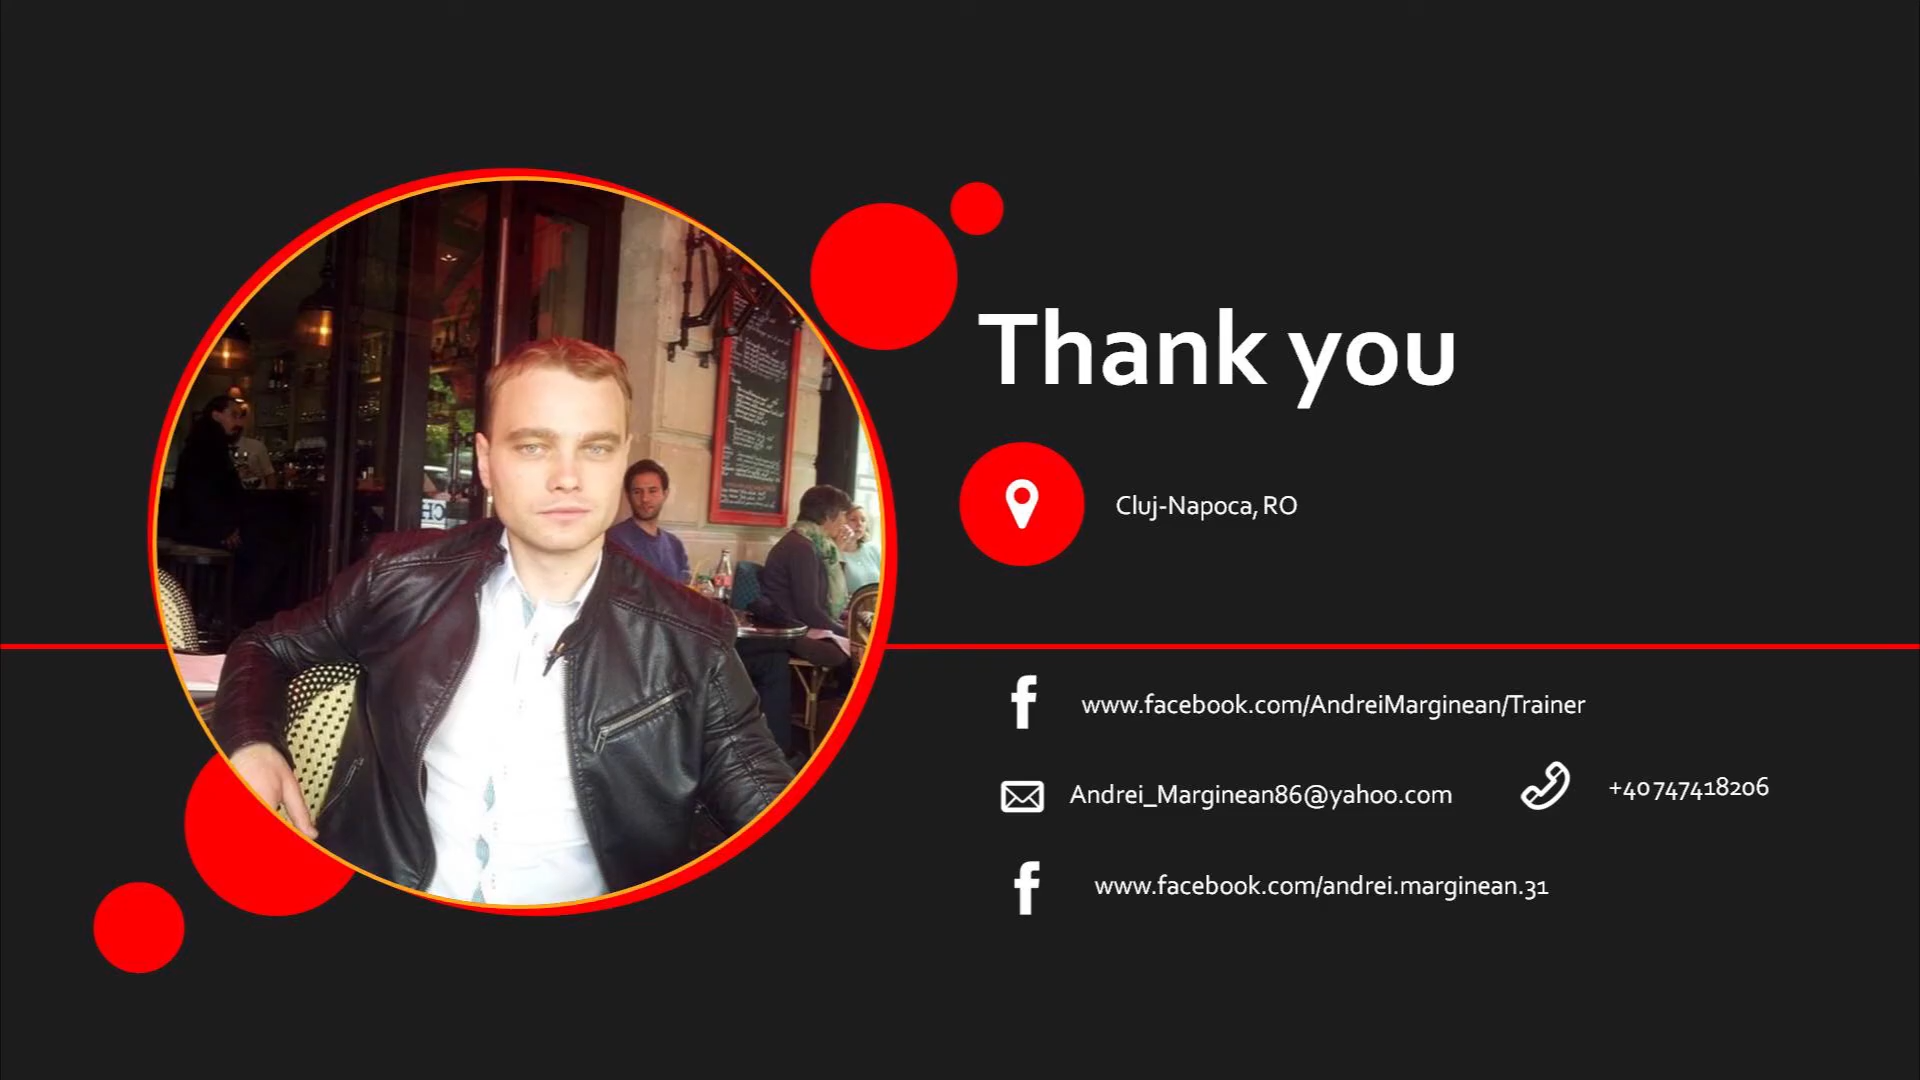 Thank you
Cluj-Napoca, RO
www.facebook.com/AndreiMarginean/Trainer
Andrei_Marginean86@yahoo.com
+40747418206
www.facebook.com/andrei.marginean.31